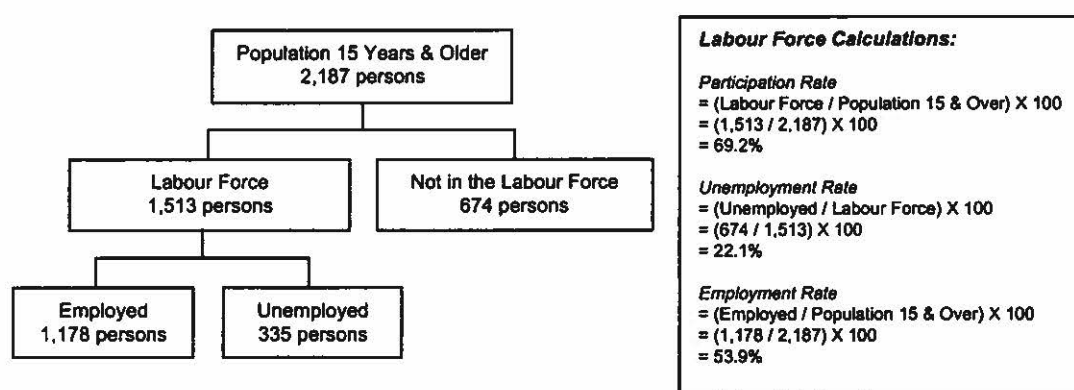 Population 15 Years & Older
2,187 persons
Labour Force
1,513 persons
Not in the Labour Force
674 persons
Employed
1,178 persons
Unemployed
335 persons
Labour Force Calculations:
Participation Rate
= (Labour Force / Population 15 & Over) X 100
= (1,513 / 2,187) X 100
= 69.2%
Unemployment Rate
= (Unemployed / Labour Force) X 100
= (674 / 1,513) X 100
= 22.1%
Employment Rate
= (Employed / Population 15 & Over) X 100
= (1,178 / 2,187) X 100
= 53.9%